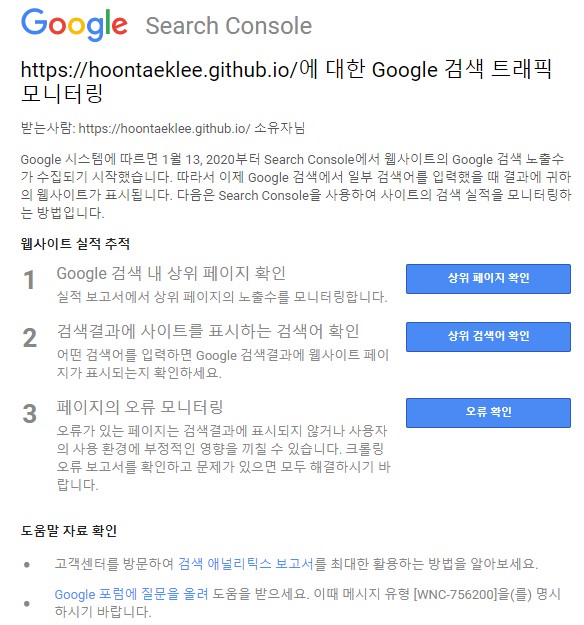 Google Search Console
https://hoontaeklee.github.io/에 대한 Google 검색 트래픽
모니터링
받는사람: https://hoontaeklee.github.io/ 소유자님
Google 시스템에 따르면 1월 13, 2020부터 Search Console에서 웹사이트의 Google 검색 노출수
가 수집되기 시작했습니다. 따라서 이제 Google 검색에서 일부 검색어를 입력했을 때 결과에 귀하
의 웹사이트가 표시됩니다. 다음은 Search Console을 사용하여 사이트의 검색 실적을 모니터링하
는 방법입니다.
웹사이트 실적 추적
1 Google 검색 내 상위 페이지 확인
상위 페이지 확인
실적 보고서에서 상위 페이지의 노출수를 모니터링합니다.
2 검색결과에 사이트를 표시하는 검색어 확인
상위 검색어 확인
어떤 검색어를 입력하면 Google 검색결과에 웹사이트 페이
지가 표시되는지 확인하세요.
3 페이지의 오류 모니터링
오류 확인
오류가 있는 페이지는 검색결과에 표시되지 않거나 사용자
의 사용 환경에 부정적인 영향을 끼칠 수 있습니다. 크롤링
오류 보고서를 확인하고 문제가 있으면 모두 해결하시기 바
랍니다.
도움말 자료 확인
• 고객센터를 방문하여 검색 애널리틱스 보고서를 최대한 활용하는 방법을 알아보세요.
• Google 포럼에 질문을 올려 도움을 받으세요. 이때 메시지 유형 [WNC-756200]을(를) 명시
하시기 바랍니다.